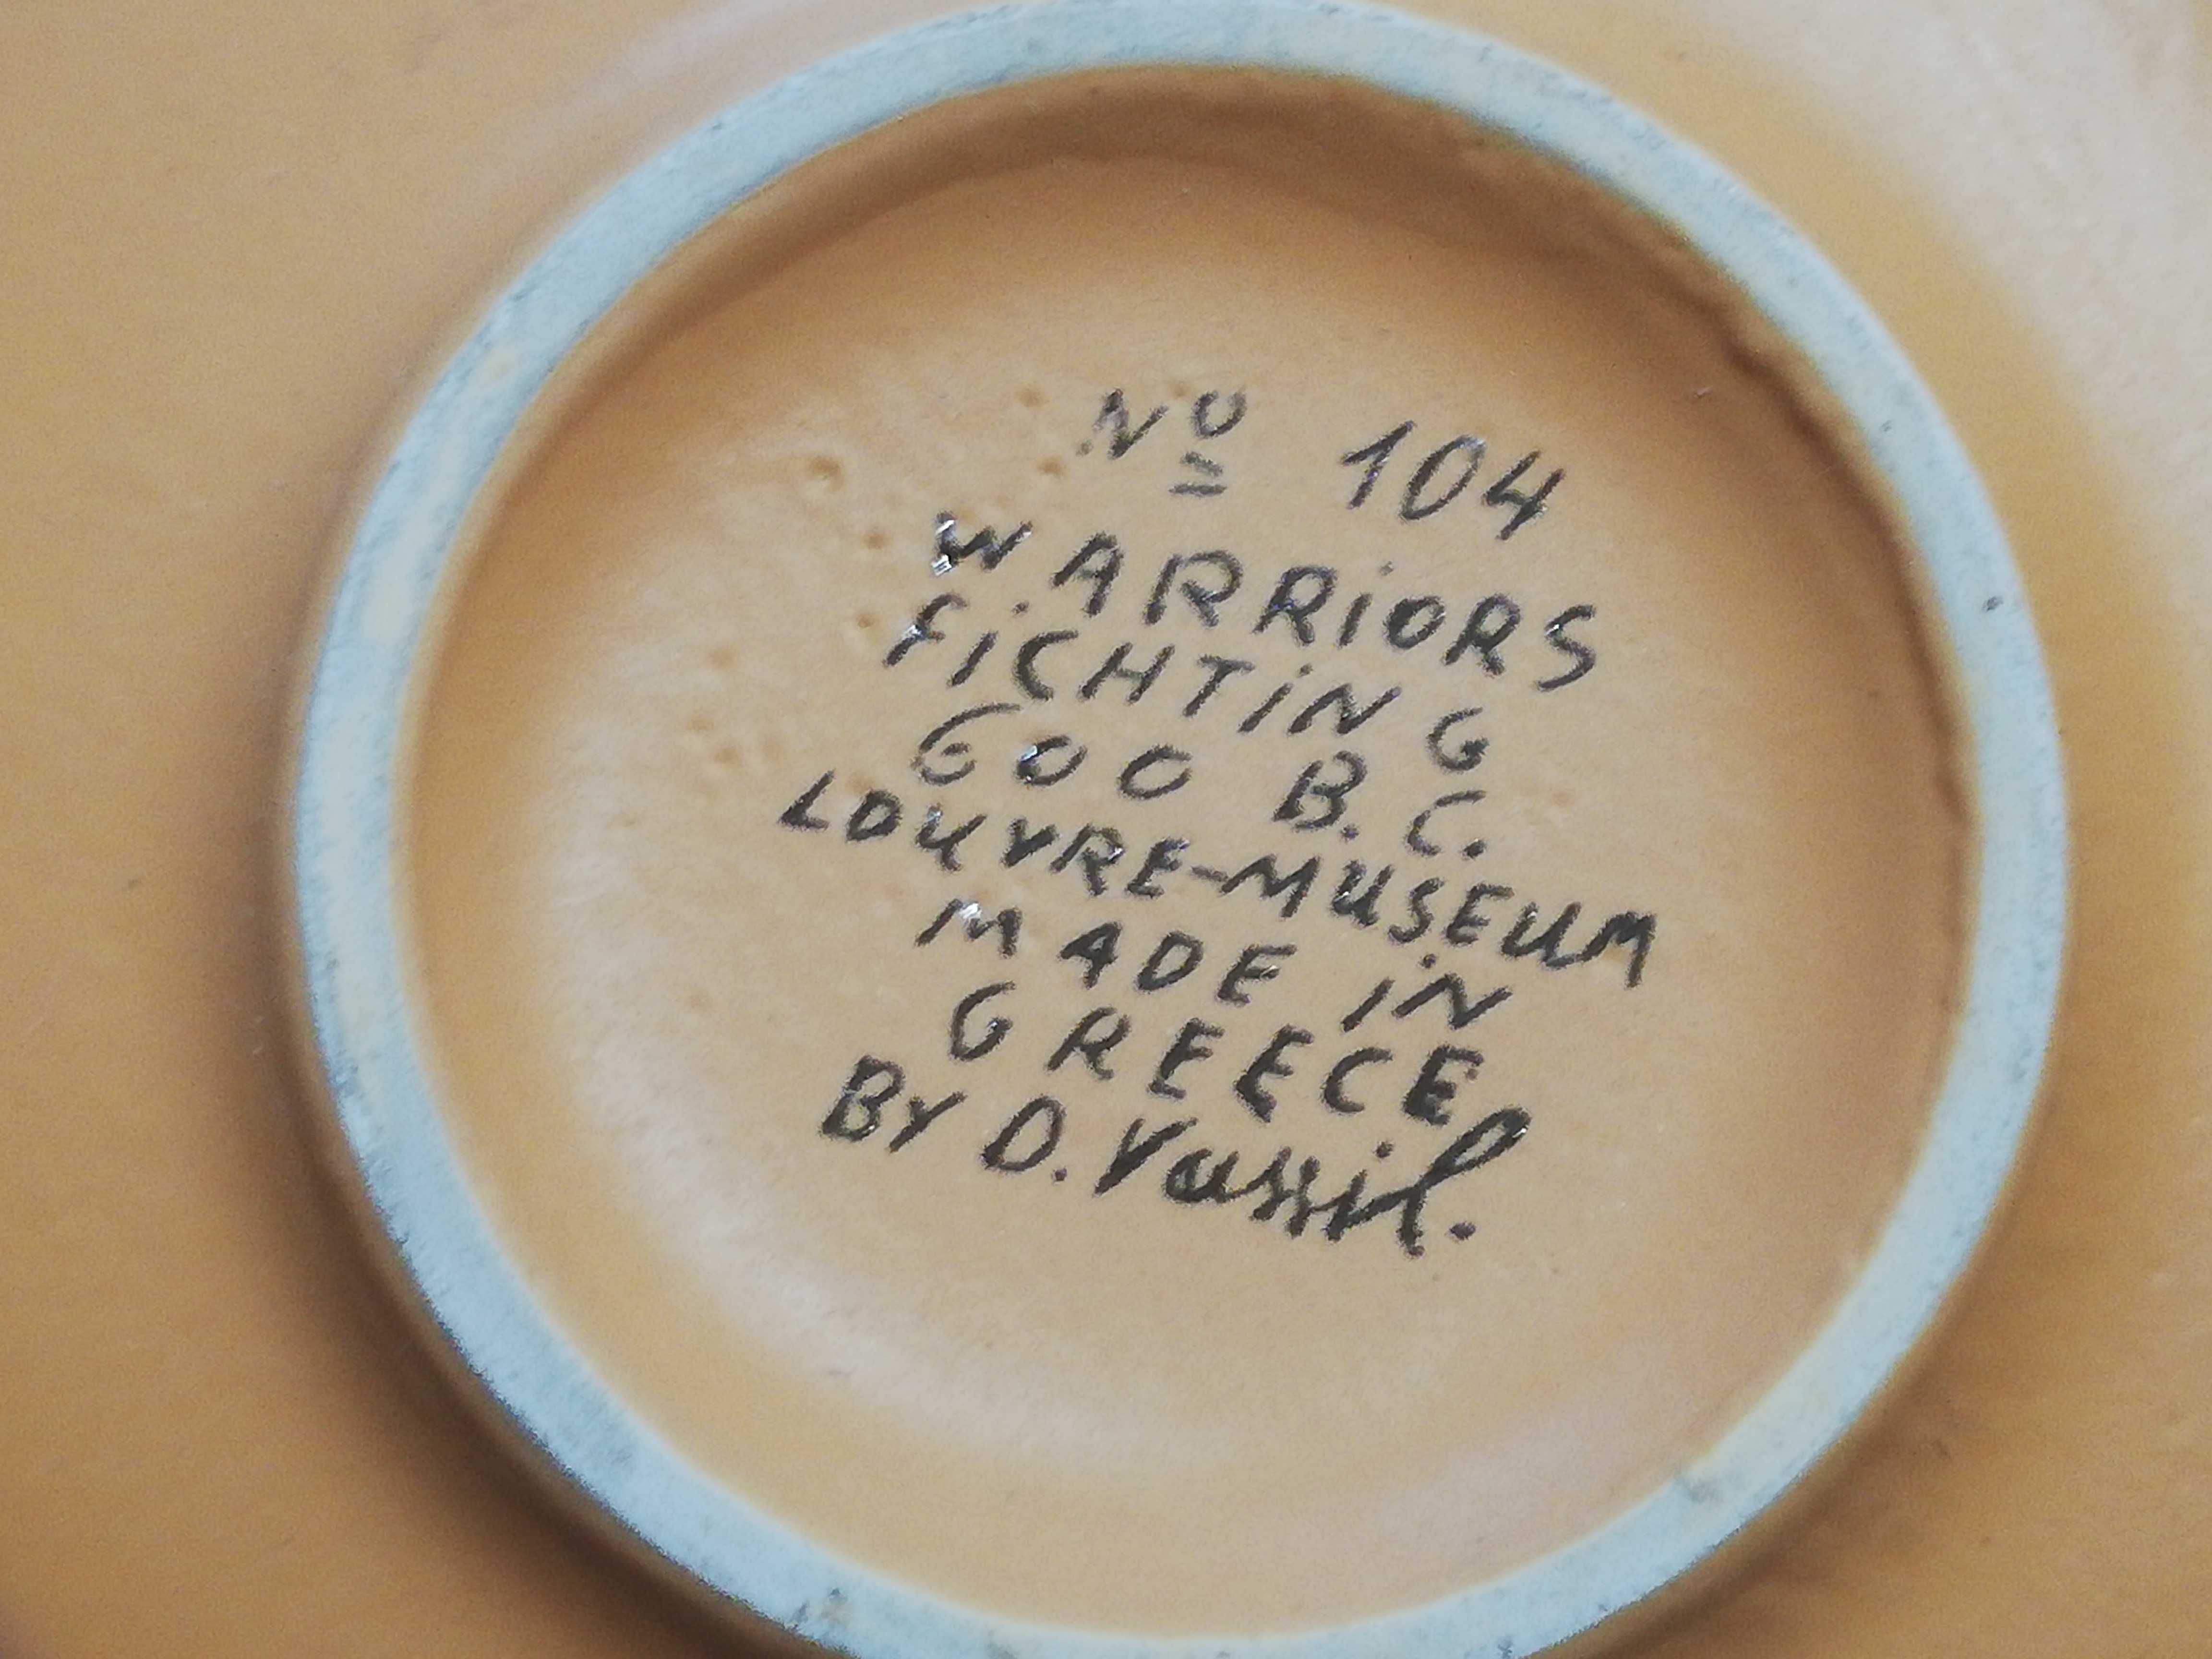 Nº 104
WARRiORS
FiCHTiNG
600 B.C.
LOUVRE-MUSEUM
MADE iN
GREECE
By D. Vassil.